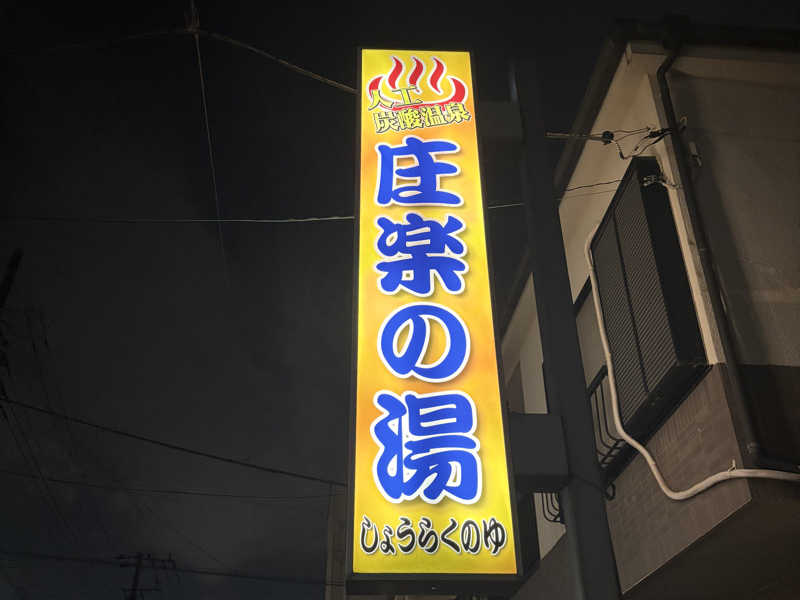 人工
炭酸温泉
庄楽の湯
しょうらくのゆ